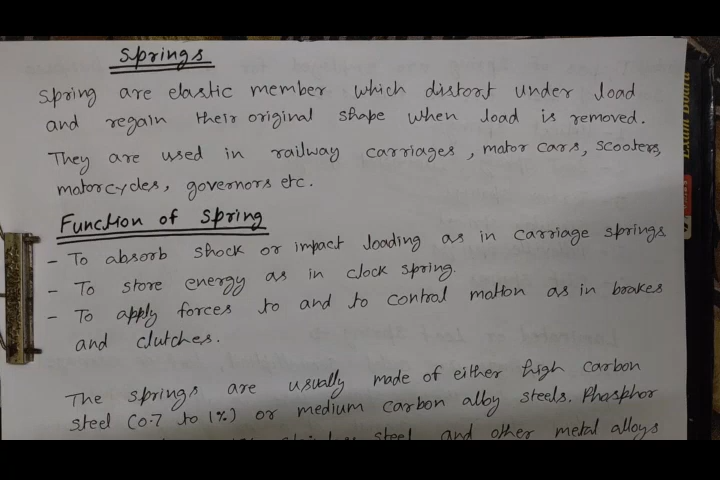 Springs
Spring are elastic member which distort under load
and regain their original shape when load is removed.
They are used in railway carriages, motor cars, scooters,
motorcycles, governors etc.
Function of Spring
- To absorb shock or impact loading as in carriage springs
- To store energy as in clock spring.
- To apply forces to and to control motion as in brakes
and clutches.
The springs are usually made of either high carbon
steel (0.7 to 1%) or medium carbon alloy steels. Phosphor
steel and other metal alloys
Exam Board